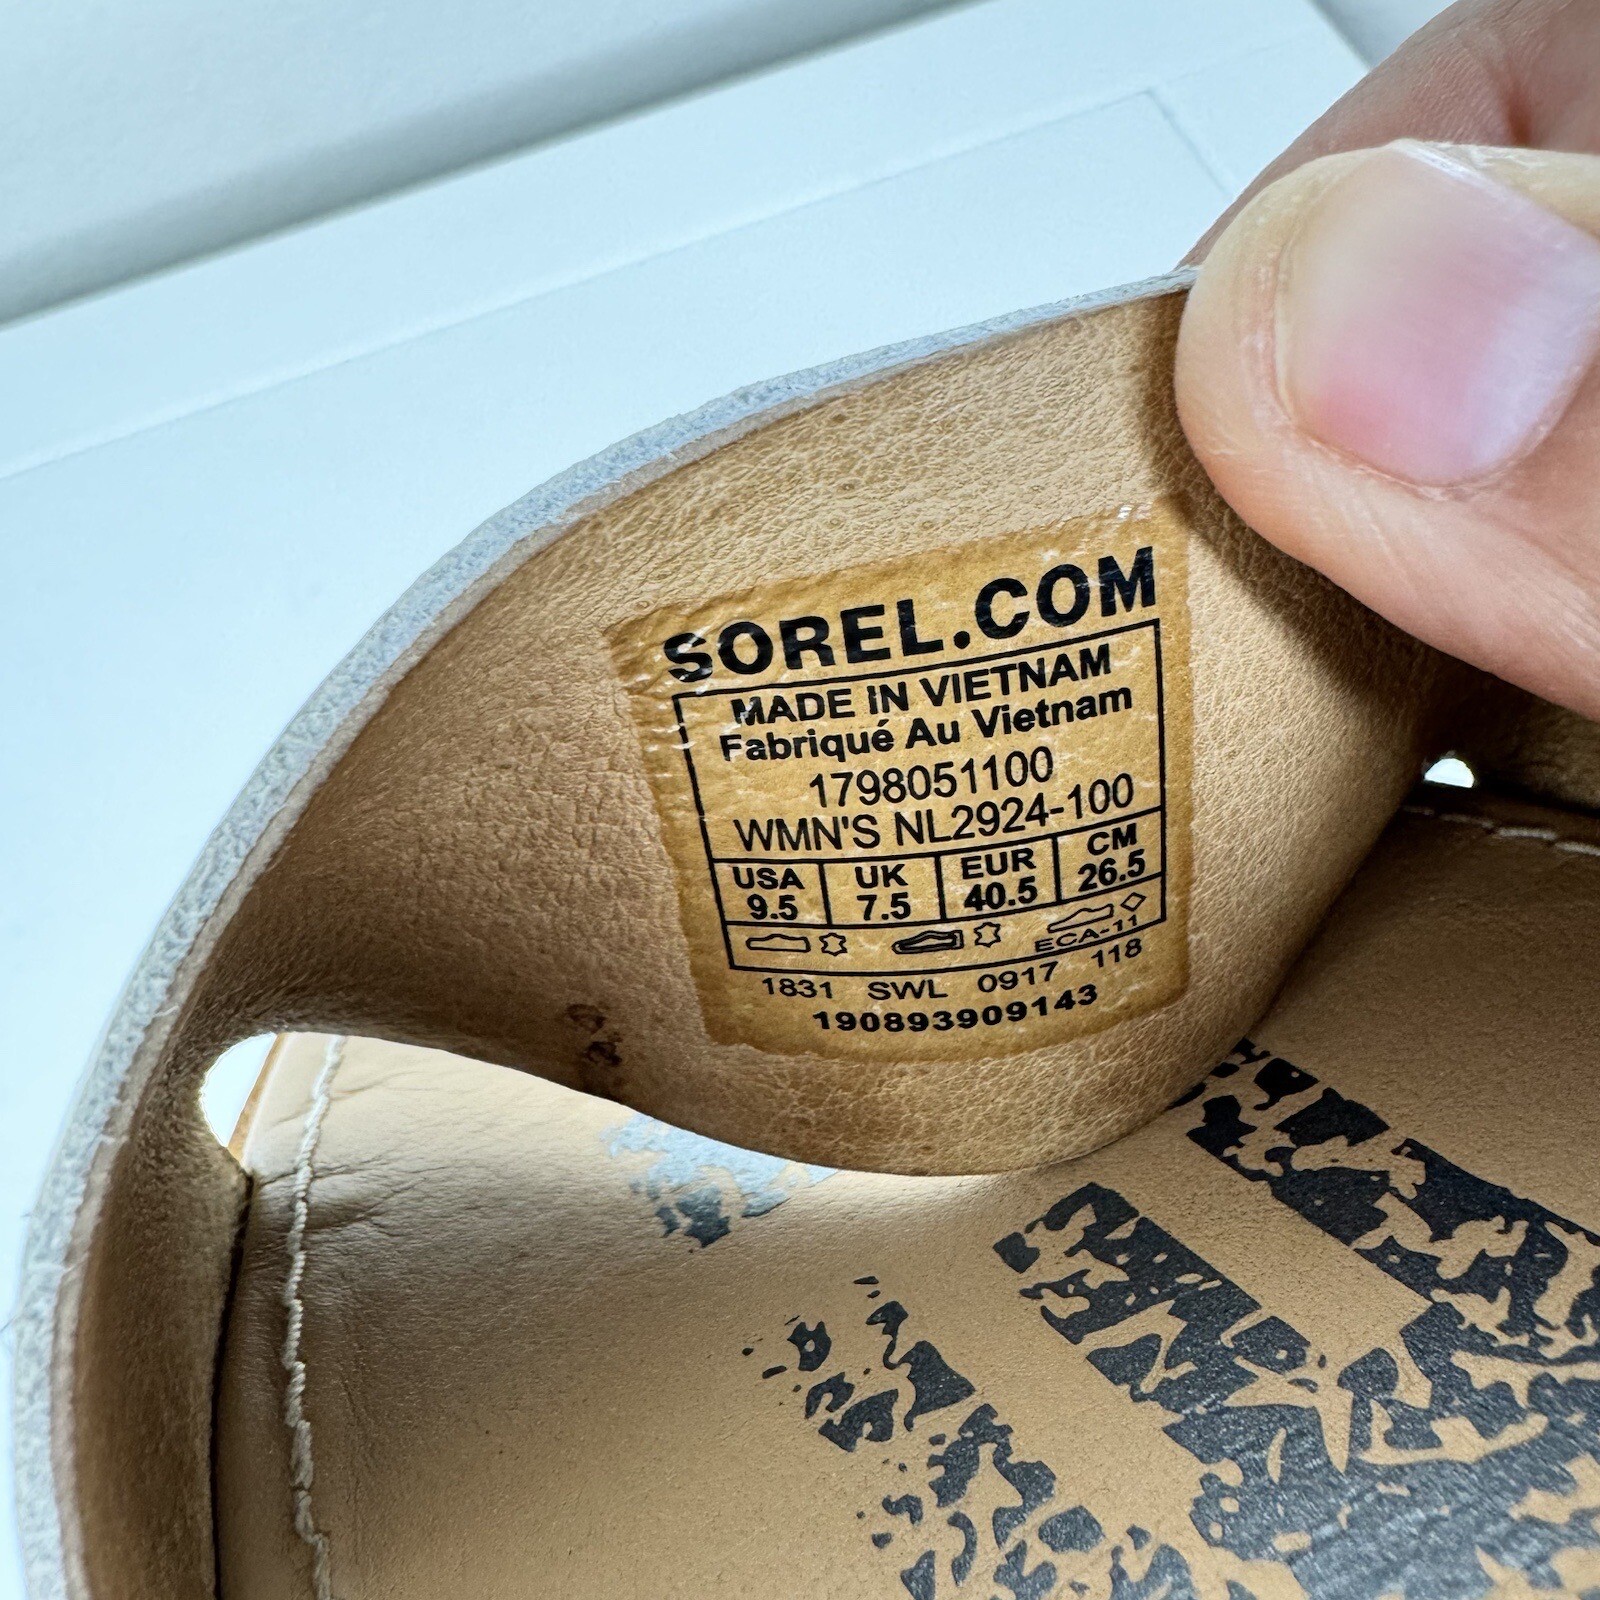 SOREL.COM
MADE IN VIETNAM
Fabriqué Au Vietnam
1798051100
WMN'S NL2924-100
USA UK EUR CM
9.5 7.5 40.5 26.5
ECA-11
1831 SWL 0917 118
190893909143